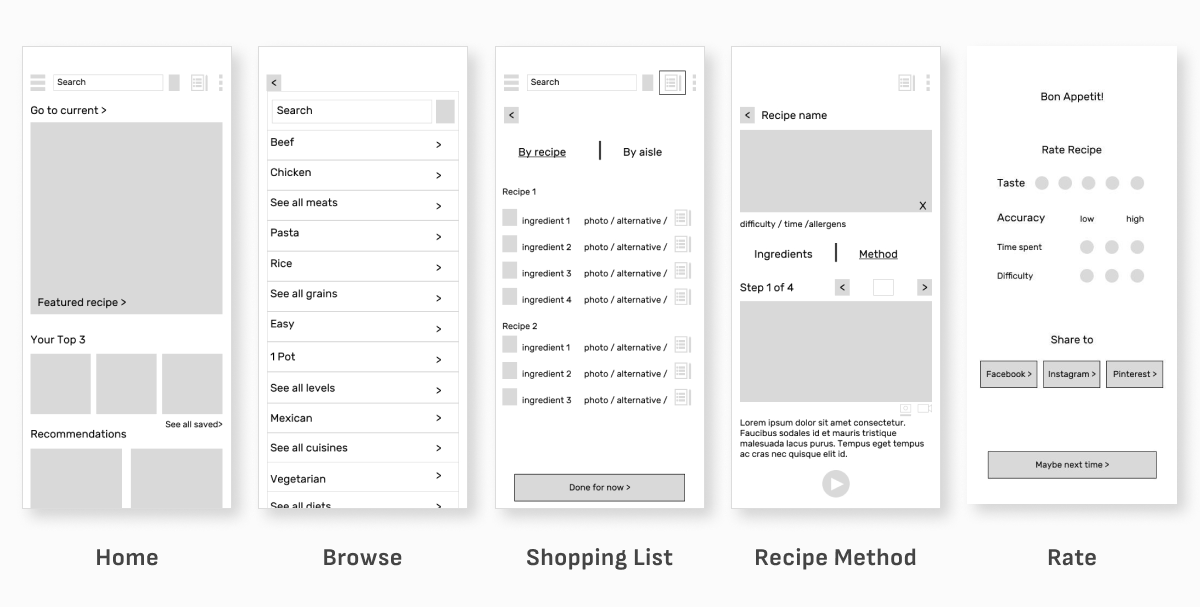 Search
Go to current >
Featured recipe >
Your Top 3
See all saved>
Recommendations
Home
<
Search
Beef >
Chicken >
See all meats >
Pasta >
Rice >
See all grains >
Easy >
1 Pot >
See all levels >
Mexican >
See all cuisines >
Vegetarian >
See all diets
Browse
Search
<
By recipe | By aisle
Recipe 1
ingredient 1 photo / alternative /
ingredient 2 photo / alternative /
ingredient 3 photo / alternative /
ingredient 4 photo / alternative /
Recipe 2
ingredient 1 photo / alternative /
ingredient 2 photo / alternative /
ingredient 3 photo / alternative /
Done for now >
Shopping List
< Recipe name
X
difficulty / time /allergens
Ingredients | Method
Step 1 of 4 < >
Lorem ipsum dolor sit amet consectetur.
Faucibus sodales id et mauris tristique
malesuada lacus purus. Tempus eget tempus
ac cras nec quisque elit id.
Recipe Method
Bon Appetit!
Rate Recipe
Taste
Accuracy low high
Time spent
Difficulty
Share to
Facebook > Instagram > Pinterest >
Maybe next time >
Rate